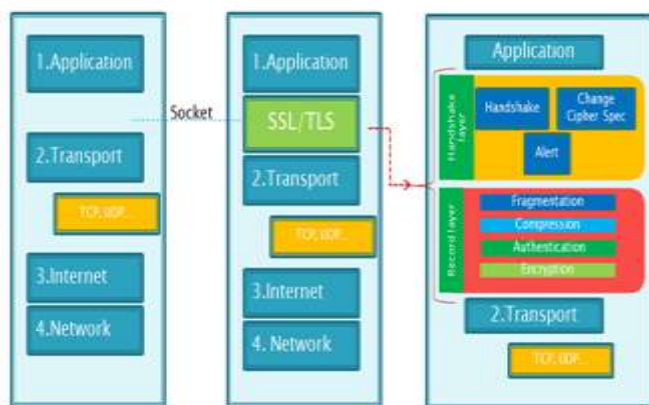 1.Application
2.Transport
TCP, UDP...
3.Internet
4.Network
Socket
1.Application
SSL/TLS
2.Transport
TCP, UDP...
3.Internet
4. Network
Application
Handshake layer
Handshake
Change
Cipher Spec
Alert
Record layer
Fragmentation
Compression
Authentication
Encryption
2.Transport
TCP, UDP...